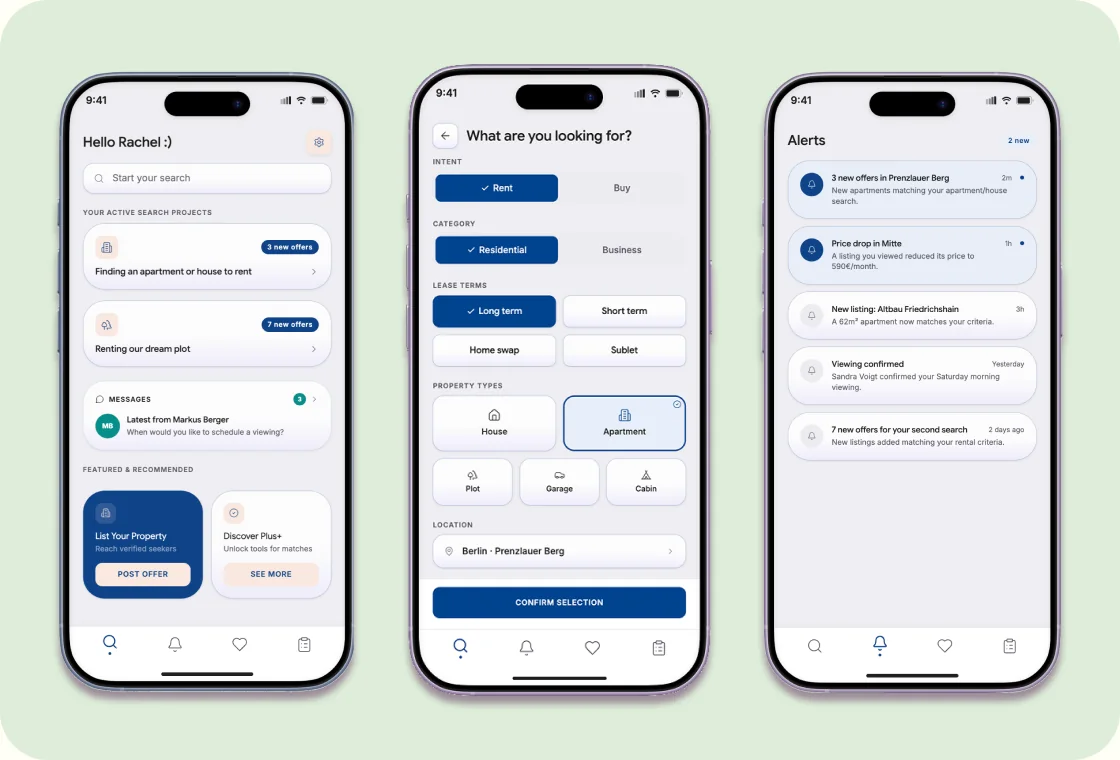 9:41
Hello Rachel :)
Start your search
YOUR ACTIVE SEARCH PROJECTS
3 new offers
Finding an apartment or house to rent
7 new offers
Renting our dream plot
MESSAGES
3
MB
Latest from Markus Berger
When would you like to schedule a viewing?
FEATURED & RECOMMENDED
List Your Property
Reach verified seekers
POST OFFER
Discover Plus+
Unlock tools for matches
SEE MORE
9:41
What are you looking for?
INTENT
Rent
Buy
CATEGORY
Residential
Business
LEASE TERMS
Long term
Short term
Home swap
Sublet
PROPERTY TYPES
House
Apartment
Plot
Garage
Cabin
LOCATION
Berlin · Prenzlauer Berg
CONFIRM SELECTION
9:41
Alerts
2 new
3 new offers in Prenzlauer Berg
2m
New apartments matching your apartment/house
search.
Price drop in Mitte
1h
A listing you viewed reduced its price to
590€/month.
New listing: Altbau Friedrichshain
3h
A 62m² apartment now matches your criteria.
Viewing confirmed
Yesterday
Sandra Voigt confirmed your Saturday morning
viewing.
7 new offers for your second search
2 days ago
New listings added matching your rental criteria.